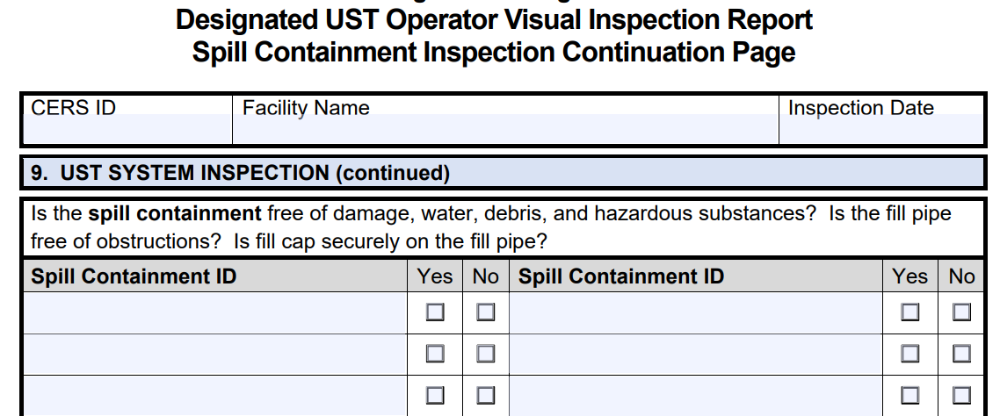 Designated UST Operator Visual Inspection Report
Spill Containment Inspection Continuation Page
CERS ID Facility Name Inspection Date
9. UST SYSTEM INSPECTION (continued)
Is the spill containment free of damage, water, debris, and hazardous substances? Is the fill pipe
free of obstructions? Is fill cap securely on the fill pipe?
Spill Containment ID Yes No Spill Containment ID Yes No